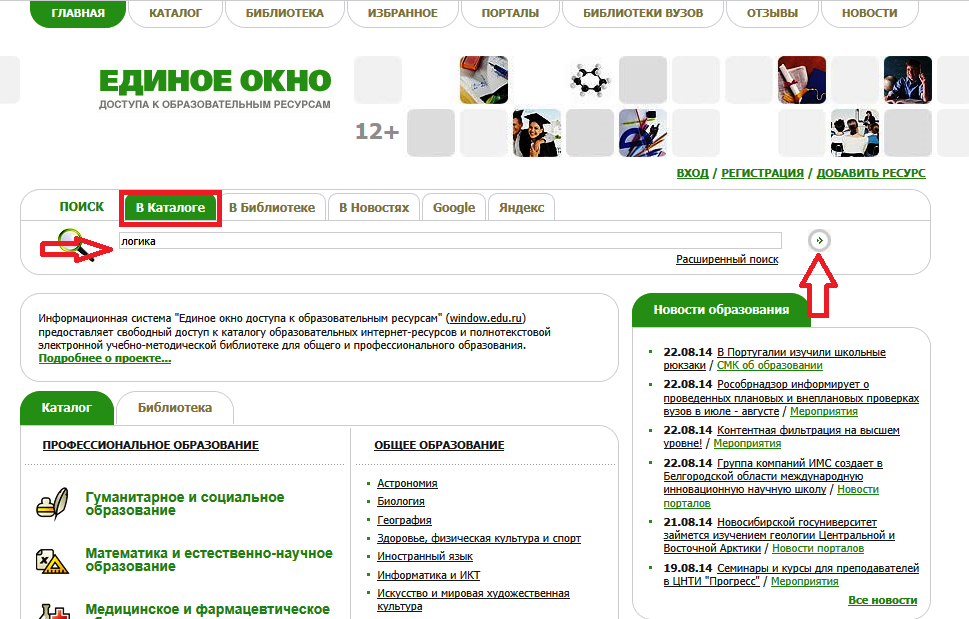 ГЛАВНАЯ
КАТАЛОГ
БИБЛИОТЕКА
ИЗБРАННОЕ
ПОРТАЛЫ
БИБЛИОТЕКИ ВУЗОВ
ОТЗЫВЫ
НОВОСТИ
ЕДИНОЕ ОКНО
ДОСТУПА К ОБРАЗОВАТЕЛЬНЫМ РЕСУРСАМ
12+
ВХОД / РЕГИСТРАЦИЯ / ДОБАВИТЬ РЕСУРС
ПОИСК
В Каталоге
В Библиотеке
В Новостях
Google
Яндекс
логика
Расширенный поиск
Информационная система "Единое окно доступа к образовательным ресурсам" (window.edu.ru)
предоставляет свободный доступ к каталогу образовательных интернет-ресурсов и полнотекстовой
электронной учебно-методической библиотеке для общего и профессионального образования.
Подробнее о проекте...
Каталог
Библиотека
ПРОФЕССИОНАЛЬНОЕ ОБРАЗОВАНИЕ
Гуманитарное и социальное
образование
Математика и естественно-научное
образование
Медицинское и фармацевтическое
ОБЩЕЕ ОБРАЗОВАНИЕ
Астрономия
Биология
География
Здоровье, физическая культура и спорт
Иностранный язык
Информатика и ИКТ
Искусство и мировая художественная
культура
Новости образования
22.08.14 В Португалии изучили школьные
рюкзаки / СМК об образовании
22.08.14 Рособрнадзор информирует о
проведенных плановых и внеплановых проверках
вузов в июле - августе / Мероприятия
22.08.14 Контентная фильтрация на высшем
уровне! / Мероприятия
22.08.14 Группа компаний ИМС создает в
Белгородской области международную
инновационную научную школу / Новости
порталов
21.08.14 Новосибирской госуниверситет
займется изучением геологии Центральной и
Восточной Арктики / Новости порталов
19.08.14 Семинары и курсы для преподавателей
в ЦНТИ "Прогресс" / Мероприятия
Все новости